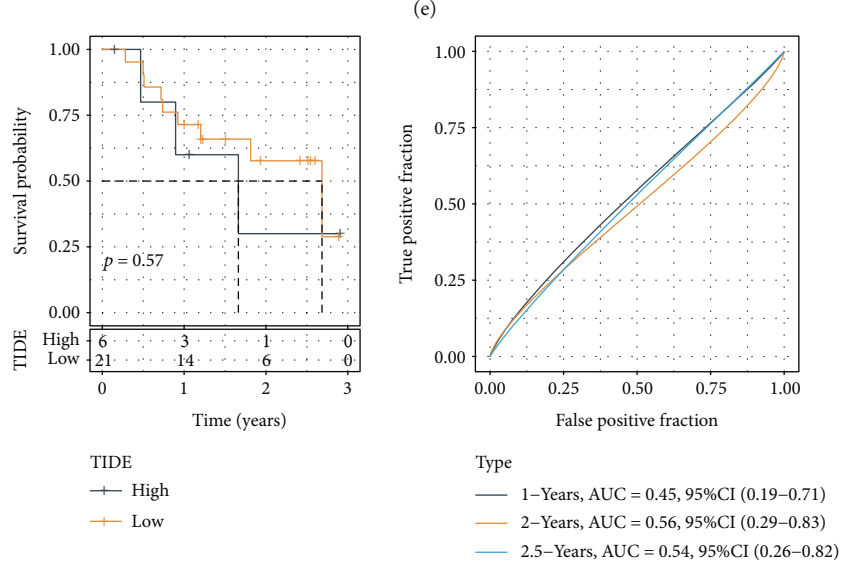 (e)
1.00
0.75
0.50
0.25
0.00
Survival probability
p = 0.57
TIDE
High 6 3 1 0
Low 21 14 6 0
0 1 2 3
Time (years)
TIDE
High
Low
1.00
0.75
0.50
0.25
0.00
True positive fraction
0.00 0.25 0.50 0.75 1.00
False positive fraction
Type
1−Years, AUC = 0.45, 95%CI (0.19−0.71)
2−Years, AUC = 0.56, 95%CI (0.29−0.83)
2.5−Years, AUC = 0.54, 95%CI (0.26−0.82)